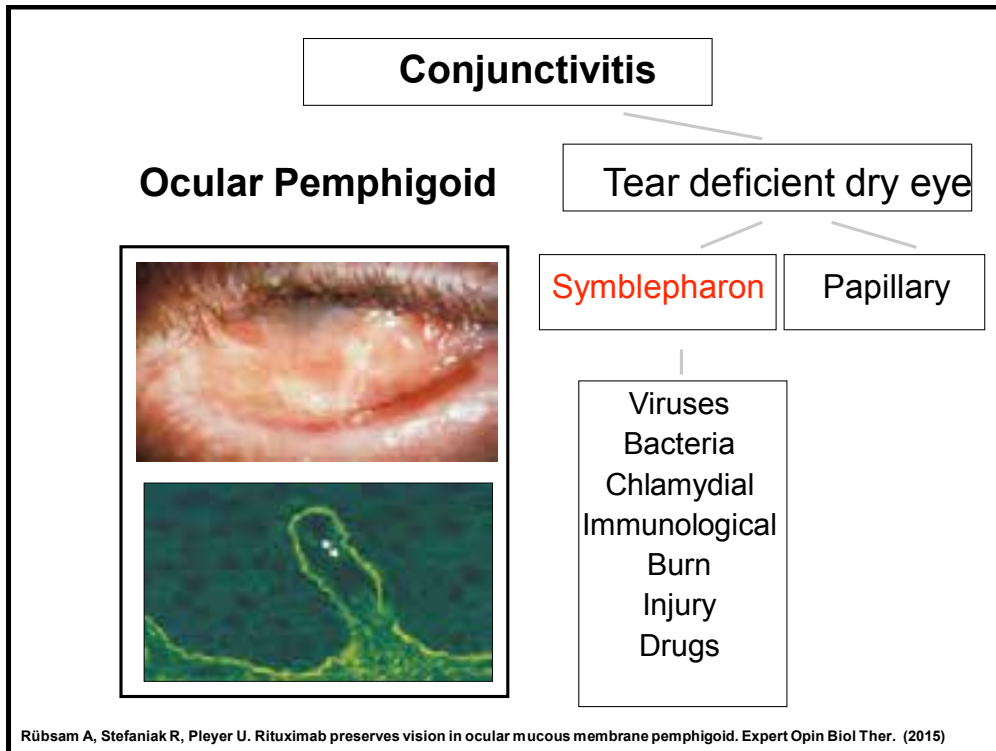 Conjunctivitis
Ocular Pemphigoid
Tear deficient dry eye
Symblepharon
Papillary
Viruses
Bacteria
Chlamydial
Immunological
Burn
Injury
Drugs
Rübsam A, Stefaniak R, Pleyer U. Rituximab preserves vision in ocular mucous membrane pemphigoid. Expert Opin Biol Ther. (2015)